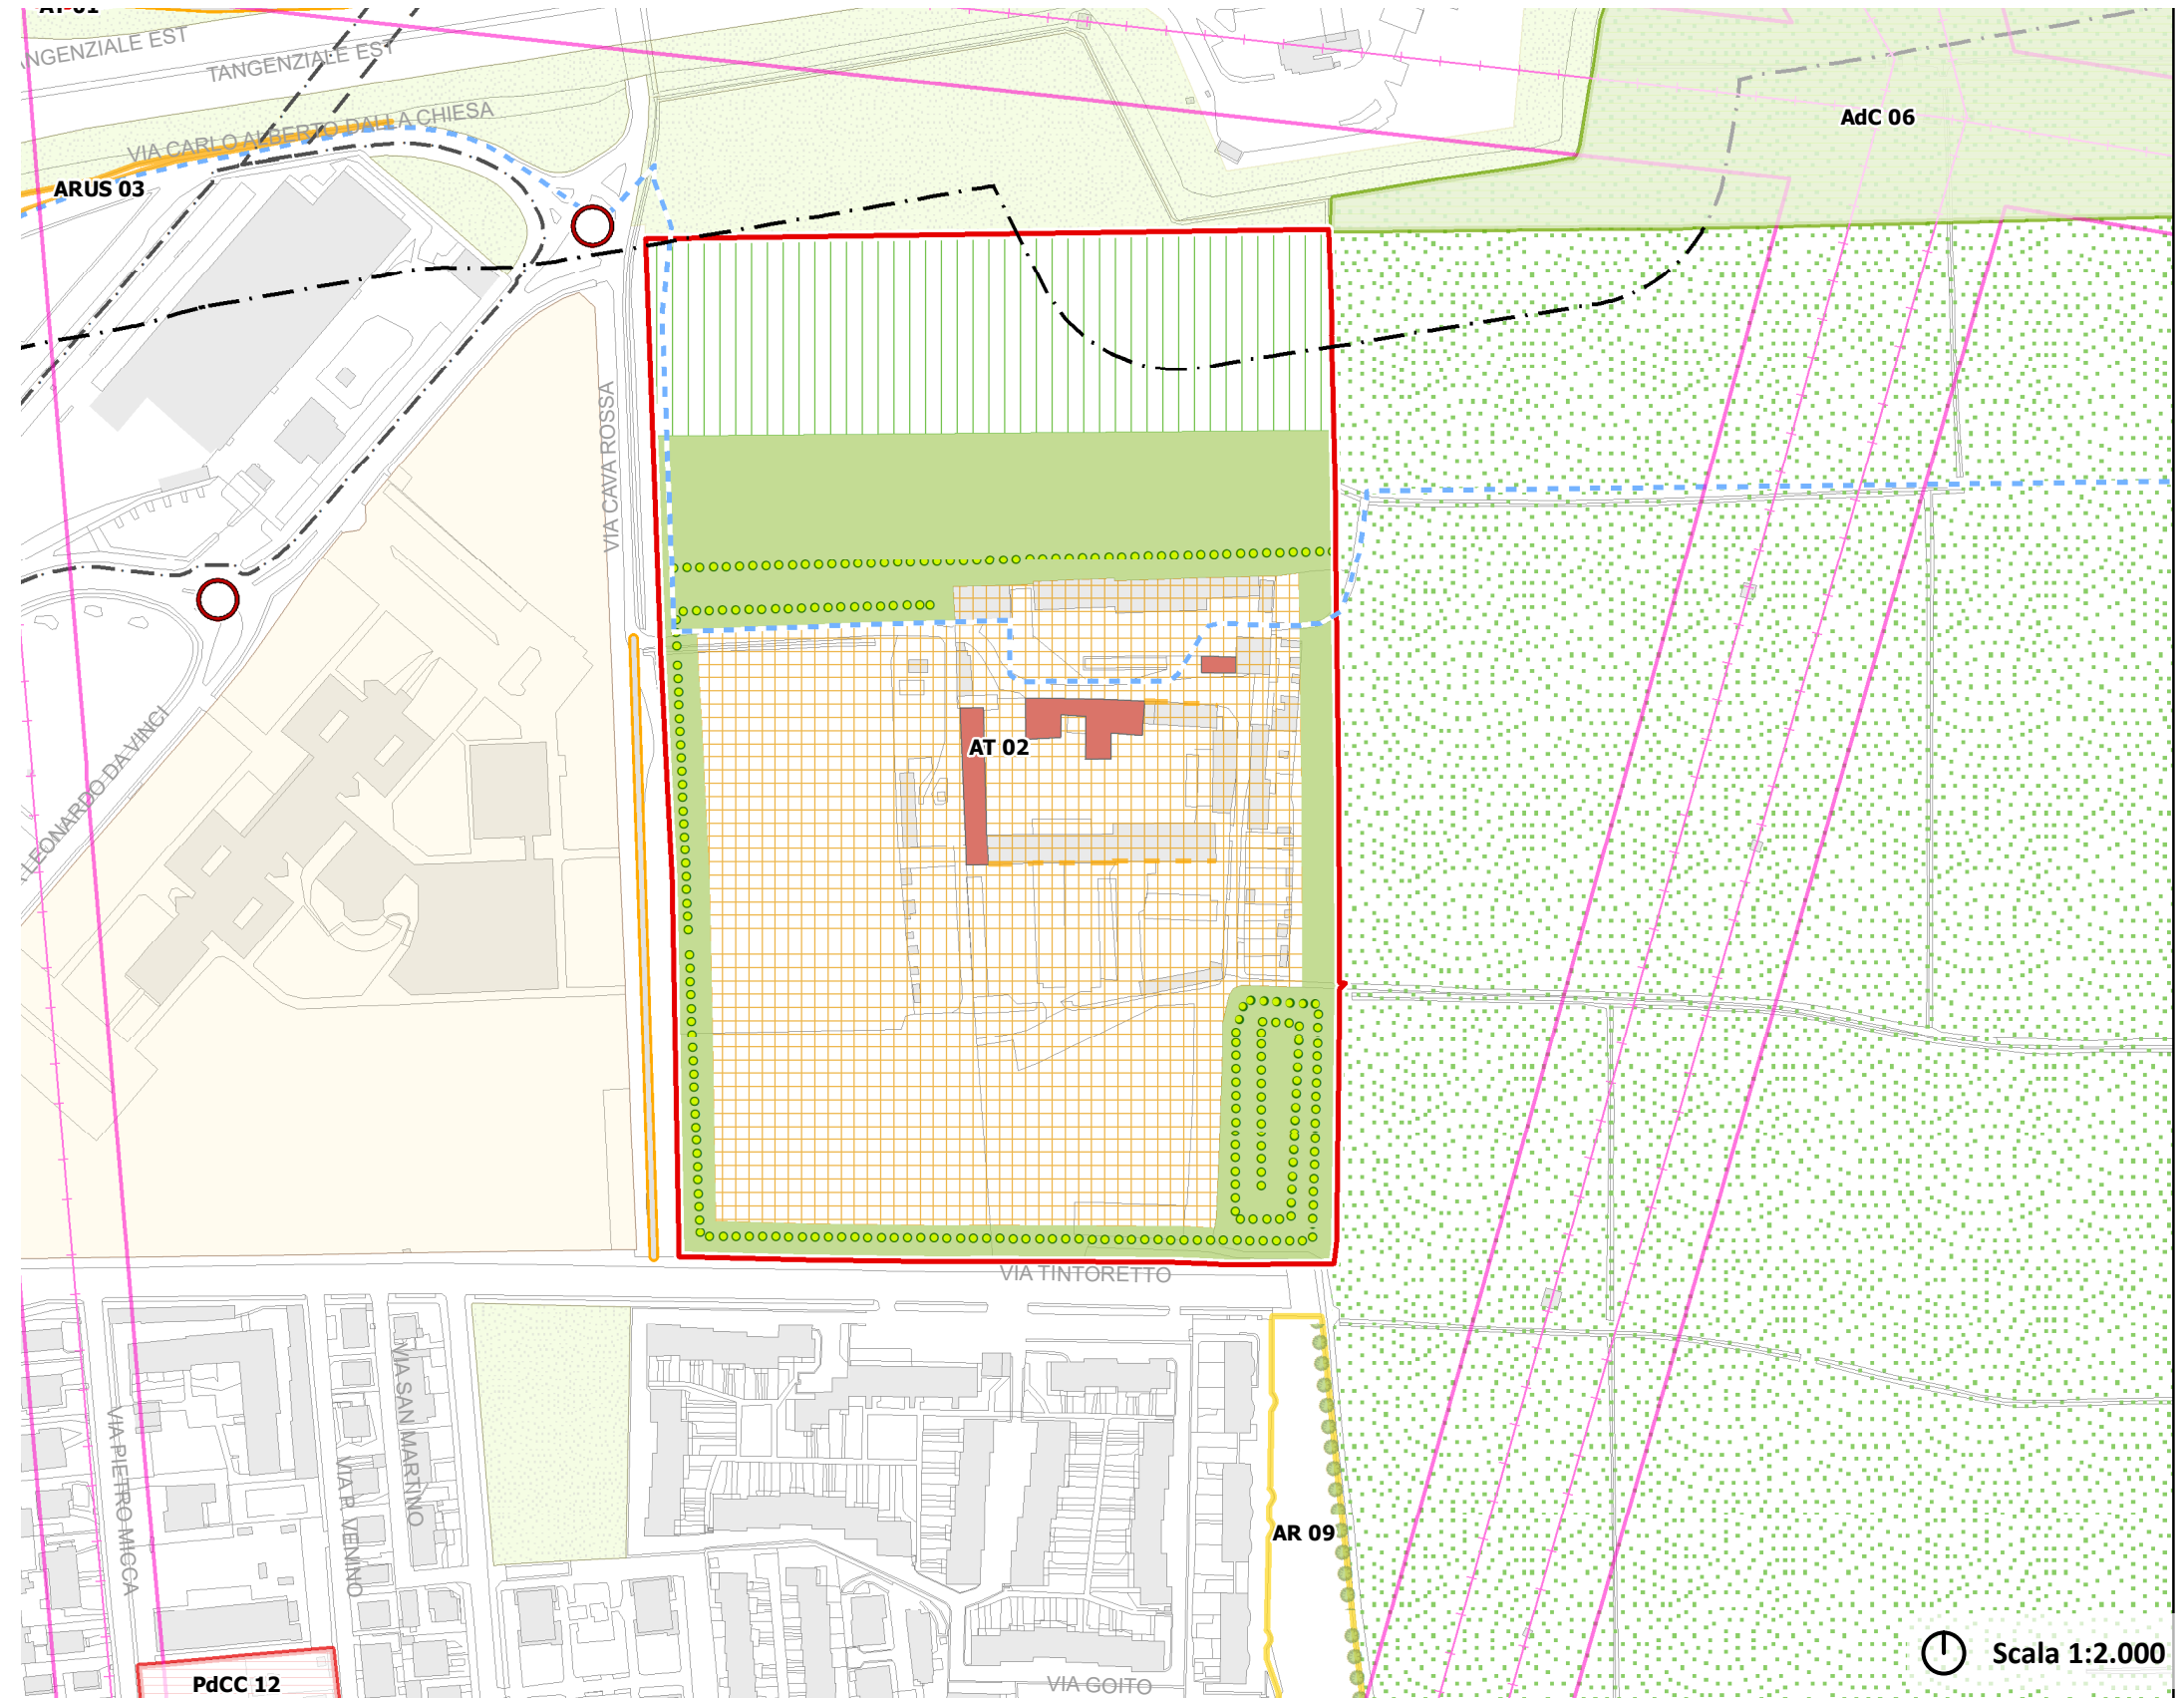 AT 01
TANGENZIALE EST
TANGENZIALE EST
VIA CARLO ALBERTO DALLA CHIESA
ARUS 03
AdC 06
VIA CAVA ROSSA
LEONARDO DA VINCI
AT 02
VIA TINTORETTO
VIA PIETRO MICCA
VIA P. VENINO
VIA SAN MARTINO
AR 09
VIA GOITO
PdCC 12
Scala 1:2.000